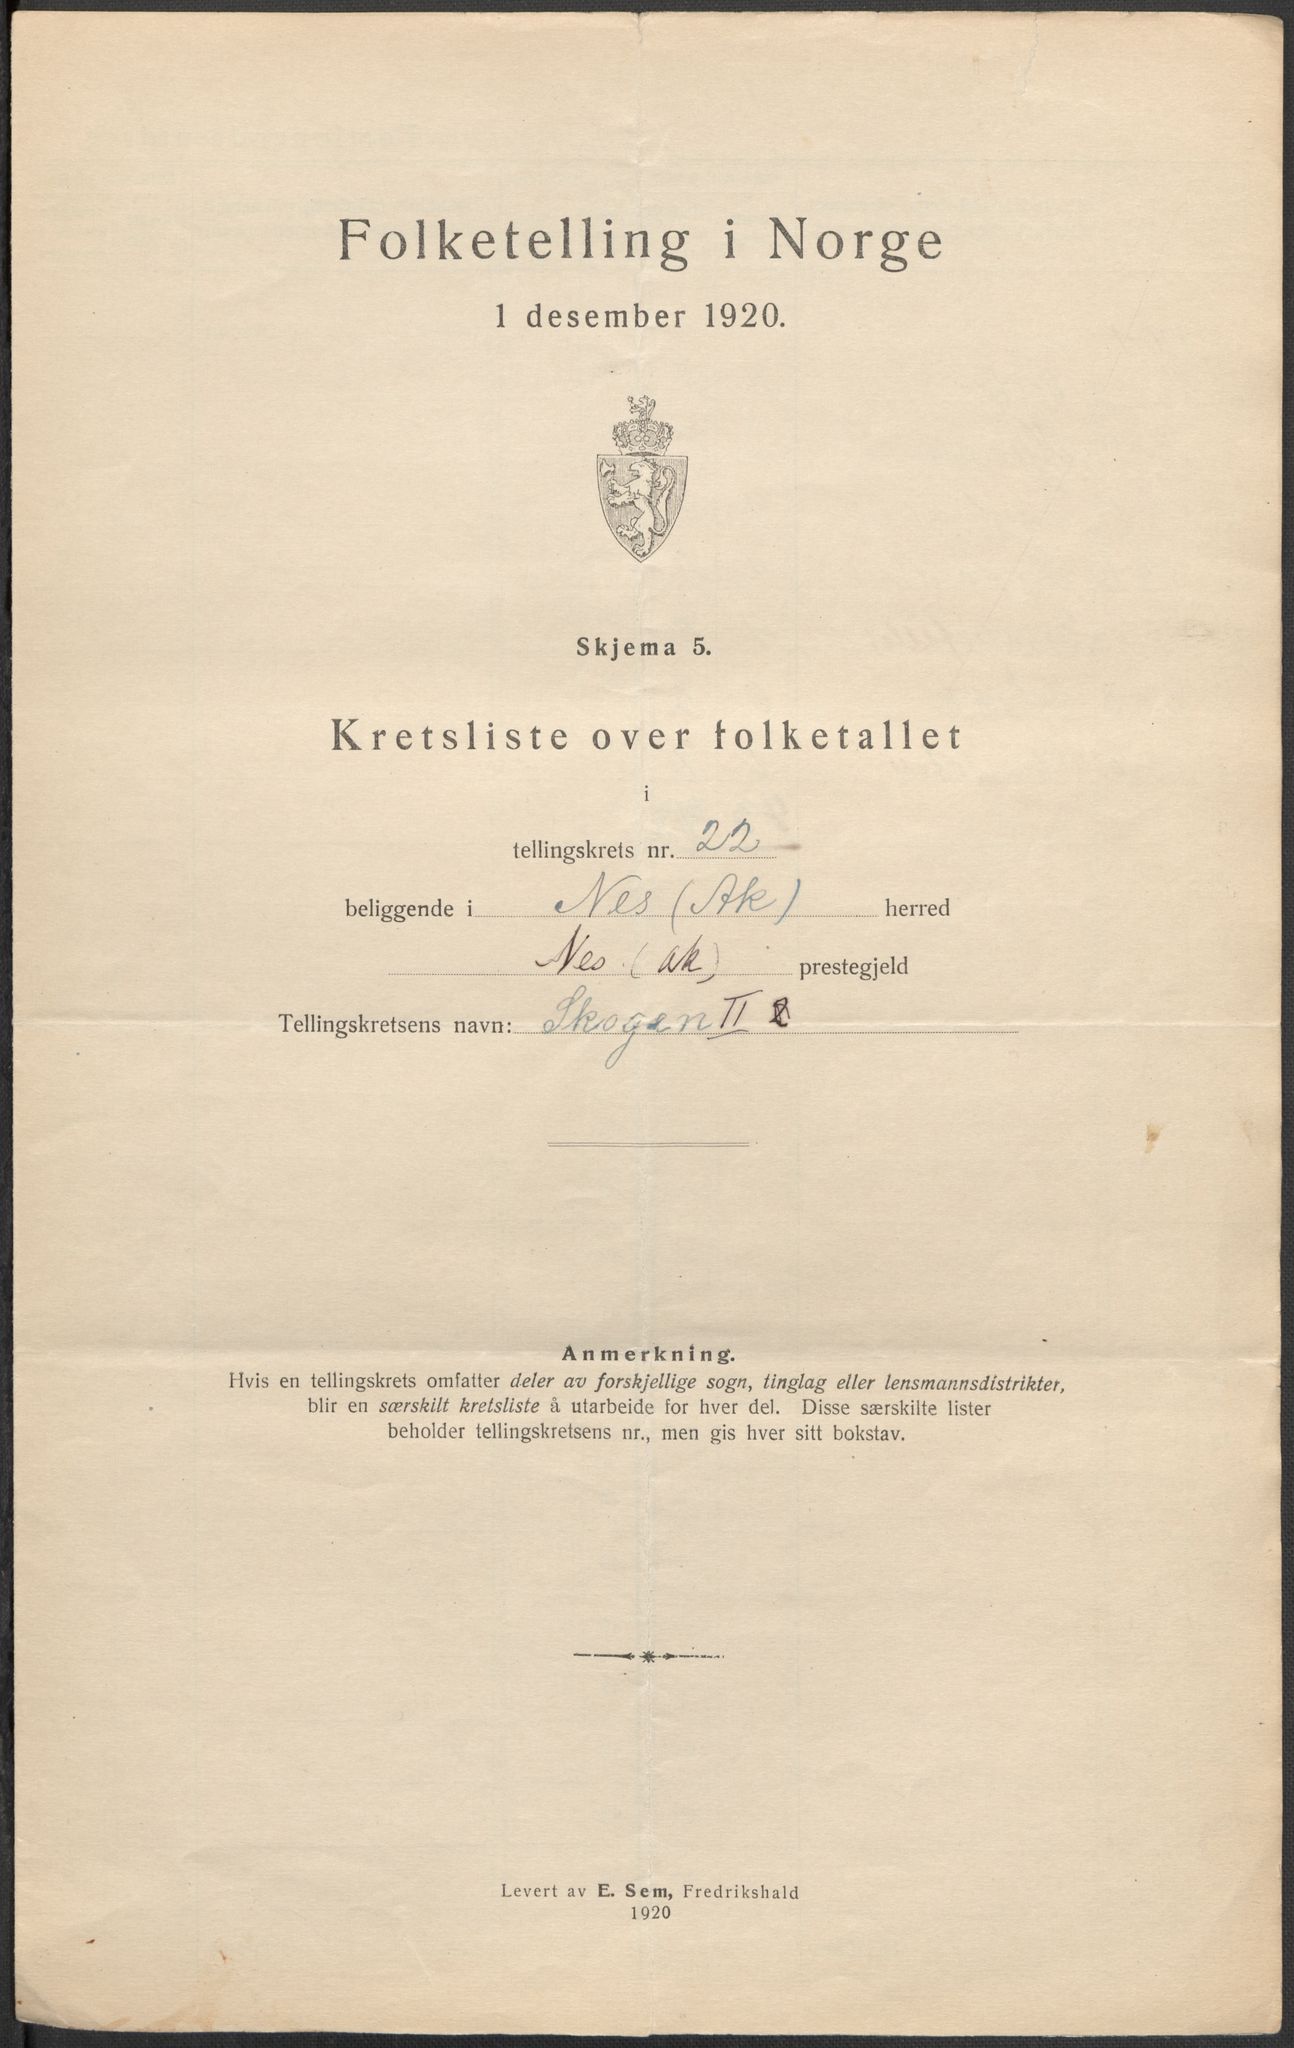 Folketelling i Norge
1 desember 1920.
Skjema 5.
Kretsliste over folketallet
i
tellingskrets nr. 22
beliggende i Nes (Ak) herred
Nes (Ak) prestegjeld
Tellingskretsens navn: Skogen II
Anmerkning.
Hvis en tellingskrets omfatter deler av forskjellige sogn, tinglag eller lensmannsdistrikter,
blir en særskilt kretsliste å utarbeide for hver del. Disse særskilte lister
beholder tellingskretsens nr., men gis hver sitt bokstav.
Levert av E. Sem, Fredrikshald
1920